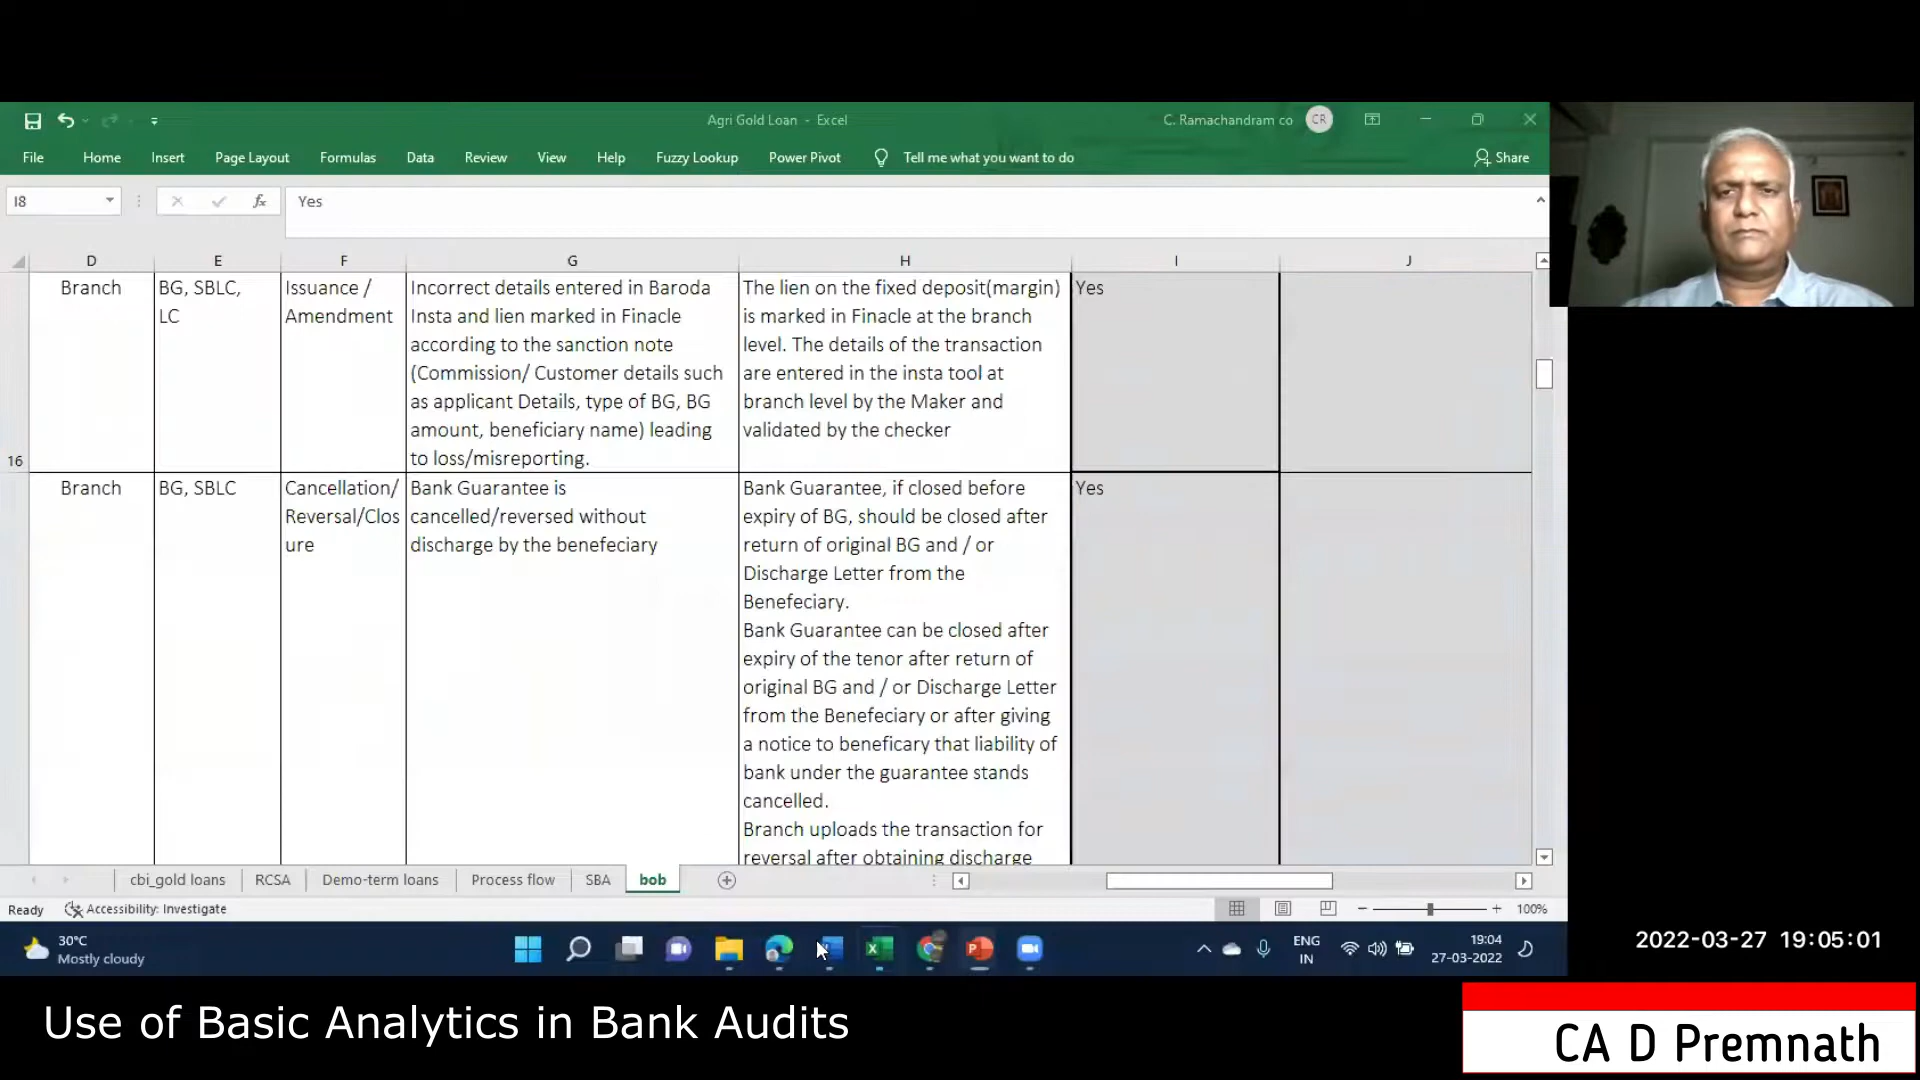 Agri Gold Loan - Excel
C. Ramachandram co CR
File Home Insert Page Layout Formulas Data Review View Help Fuzzy Lookup Power Pivot Tell me what you want to do Share
I8 fx Yes
D E F G H I J
Branch
BG, SBLC,
LC
Issuance /
Amendment
Incorrect details entered in Baroda
Insta and lien marked in Finacle
according to the sanction note
(Commission/ Customer details such
as applicant Details, type of BG, BG
amount, beneficiary name) leading
to loss/misreporting.
The lien on the fixed deposit(margin)
is marked in Finacle at the branch
level. The details of the transaction
are entered in the insta tool at
branch level by the Maker and
validated by the checker
Yes
16
Branch
BG, SBLC
Cancellation/
Reversal/Clos
ure
Bank Guarantee is
cancelled/reversed without
discharge by the benefeciary
Bank Guarantee, if closed before
expiry of BG, should be closed after
return of original BG and / or
Discharge Letter from the
Benefeciary.
Bank Guarantee can be closed after
expiry of the tenor after return of
original BG and / or Discharge Letter
from the Benefeciary or after giving
a notice to beneficary that liability of
bank under the guarantee stands
cancelled.
Branch uploads the transaction for
reversal after obtaining discharge
Yes
cbi_gold loans RCSA Demo-term loans Process flow SBA bob
Ready Accessibility: Investigate 100%
30°C
Mostly cloudy
ENG
IN
19:04
27-03-2022
2022-03-27 19:05:01
Use of Basic Analytics in Bank Audits
CA D Premnath